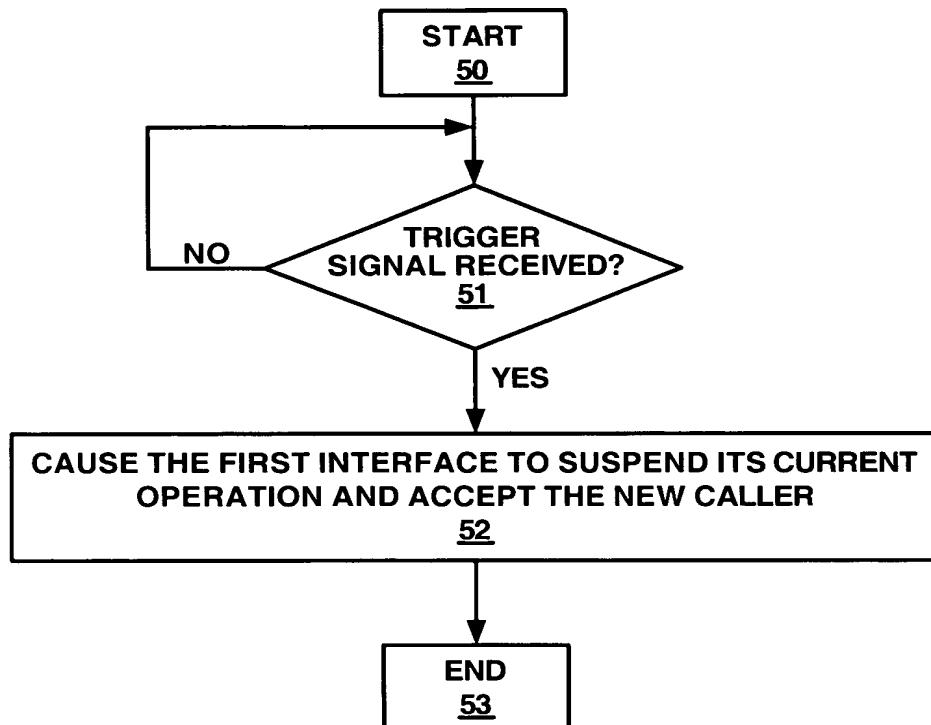 START
50
TRIGGER
SIGNAL RECEIVED?
51
NO
YES
CAUSE THE FIRST INTERFACE TO SUSPEND ITS CURRENT
OPERATION AND ACCEPT THE NEW CALLER
52
END
53